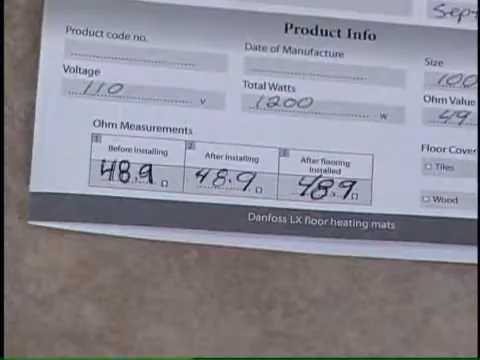 Sep
Product Info
Product code no.
Date of Manufacture
Size
100
Voltage
110 V
Total Watts
1200 W
Ohm Value
49
Ohm Measurements
1 Before Installing 2 After installing 3 After flooring installed
48.9 Ω 48.9 Ω 48.9 Ω
Floor Cover
Tiles
Wood
Danfoss LX floor heating mats